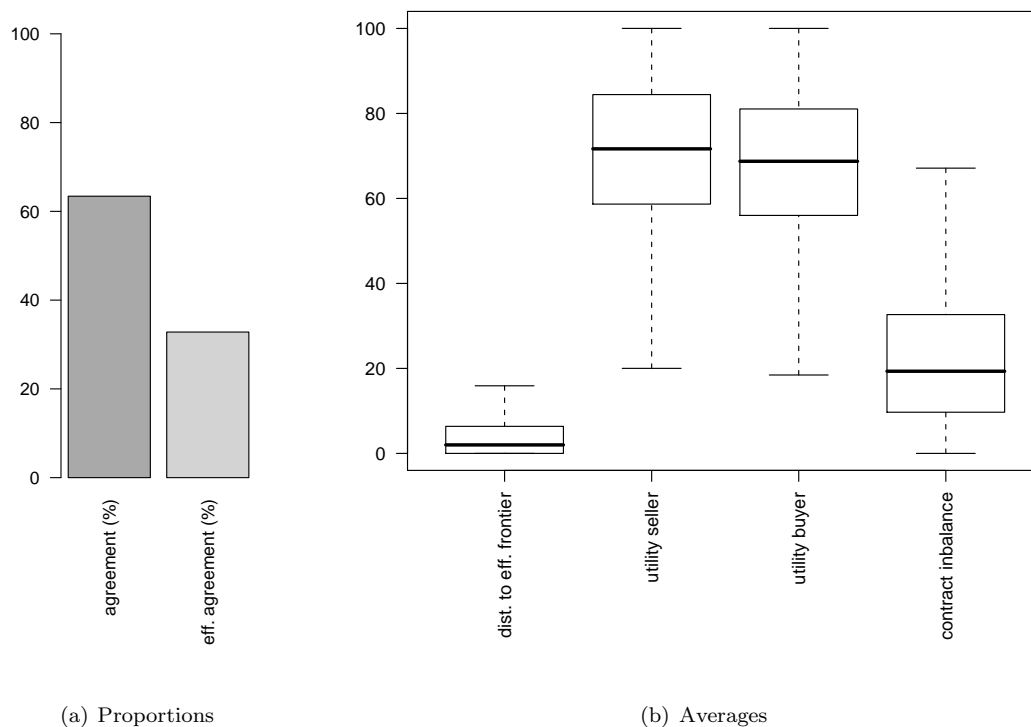 100
80
60
40
20
0
agreement (%)
eff. agreement (%)
(a) Proportions
100
80
60
40
20
0
dist. to eff. frontier
utility seller
utility buyer
contract inbalance
(b) Averages